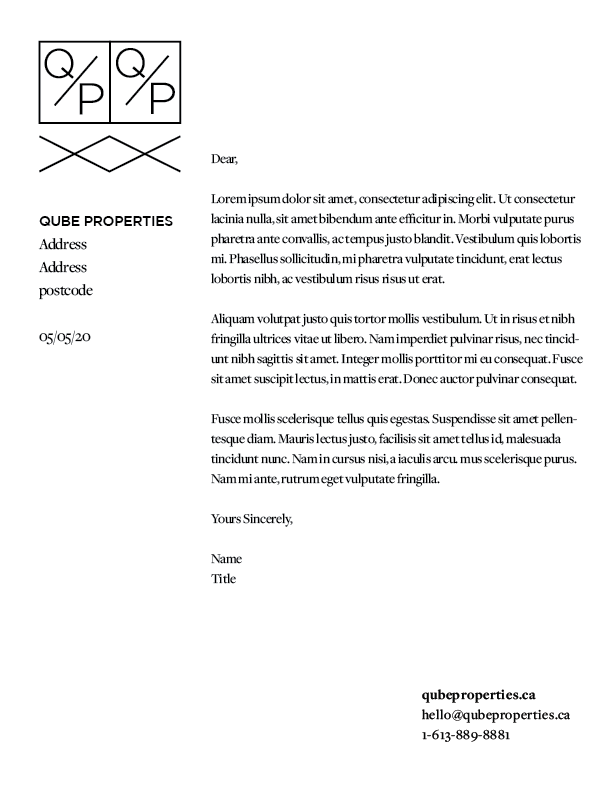 Q/P Q/P
QUBE PROPERTIES
Address
Address
postcode
05/05/20
Dear,
Lorem ipsum dolor sit amet, consectetur adipiscing elit. Ut consectetur
lacinia nulla, sit amet bibendum ante efficitur in. Morbi vulputate purus
pharetra ante convallis, ac tempus justo blandit. Vestibulum quis lobortis
mi. Phasellus sollicitudin, mi pharetra vulputate tincidunt, erat lectus
lobortis nibh, ac vestibulum risus risus ut erat.
Aliquam volutpat justo quis tortor mollis vestibulum. Ut in risus et nibh
fringilla ultrices vitae ut libero. Nam imperdiet pulvinar risus, nec tincid-
unt nibh sagittis sit amet. Integer mollis porttitor mi eu consequat. Fusce
sit amet suscipit lectus, in mattis erat. Donec auctor pulvinar consequat.
Fusce mollis scelerisque tellus quis egestas. Suspendisse sit amet pellen-
tesque diam. Mauris lectus justo, facilisis sit amet tellus id, malesuada
tincidunt nunc. Nam in cursus nisi, a iaculis arcu. mus scelerisque purus.
Nam mi ante, rutrum eget vulputate fringilla.
Yours Sincerely,
Name
Title
qubeproperties.ca
hello@qubeproperties.ca
1-613-889-8881